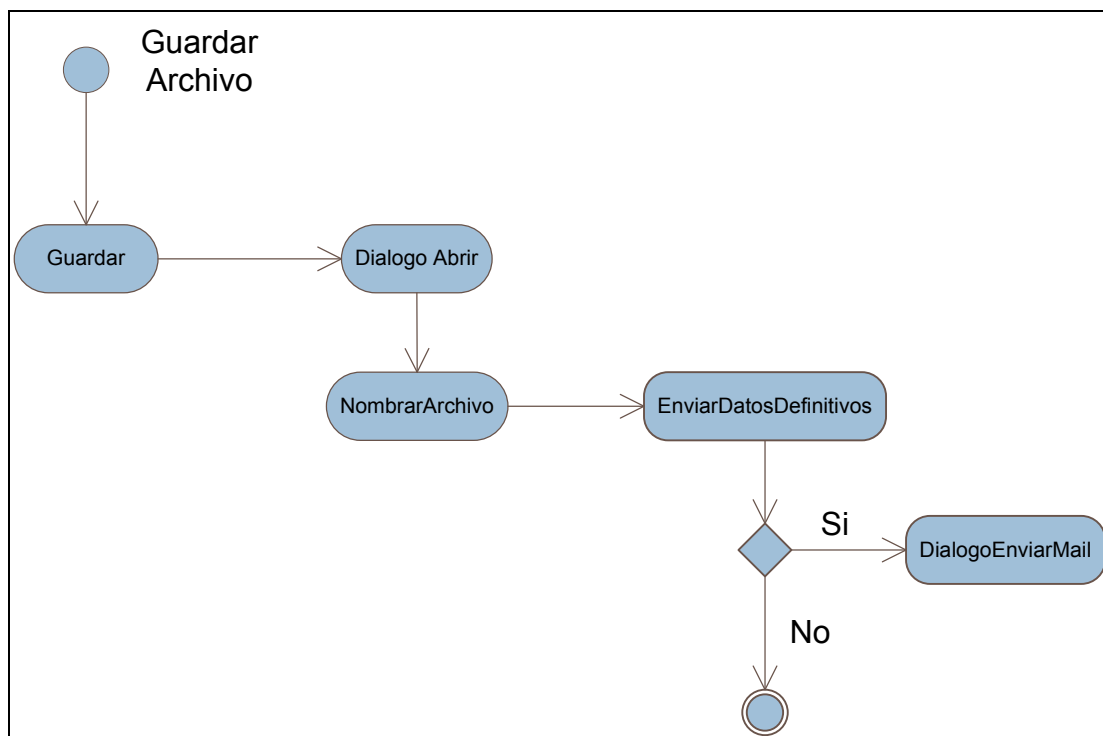 Guardar
Archivo
Guardar
Dialogo Abrir
NombrarArchivo
EnviarDatosDefinitivos
Si
DialogoEnviarMail
No